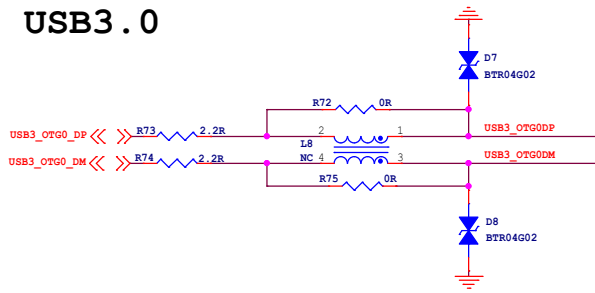 USB3.0
D7
BTR04G02
R72 0R
USB3_OTG0_DP R73 2.2R 2 1 USB3_OTG0DP
L8
USB3_OTG0_DM R74 2.2R NC 4 3 USB3_OTG0DM
R75 0R
D8
BTR04G02